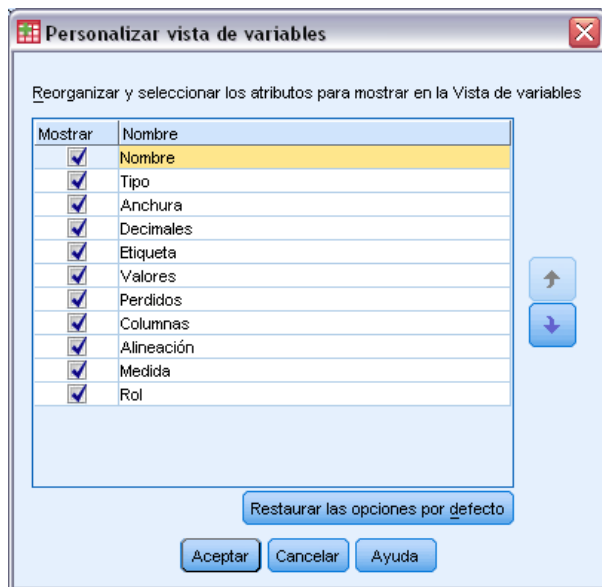 Personalizar vista de variables
Reorganizar y seleccionar los atributos para mostrar en la Vista de variables
Mostrar Nombre
Nombre
Tipo
Anchura
Decimales
Etiqueta
Valores
Perdidos
Columnas
Alineación
Medida
Rol
Restaurar las opciones por defecto
Aceptar Cancelar Ayuda